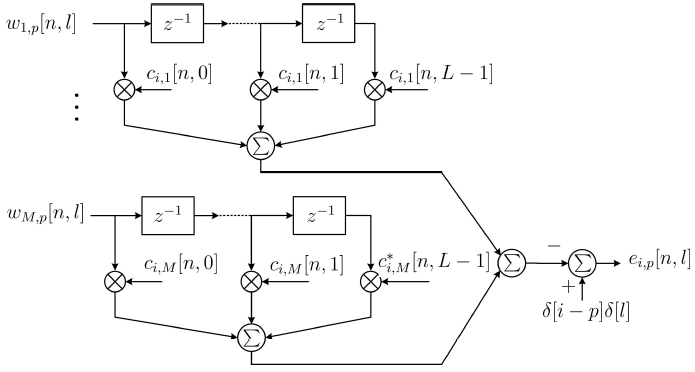 w_{1,p}[n,l] z^{-1} z^{-1}
c_{i,1}[n,0] c_{i,1}[n,1] c_{i,1}[n,L−1]
∑
w_{M,p}[n,l] z^{-1} z^{-1}
c_{i,M}[n,0] c_{i,M}[n,1] c^*_{i,M}[n,L−1]
∑ − ∑ e_{i,p}[n,l]
+
δ[i−p]δ[l]
∑